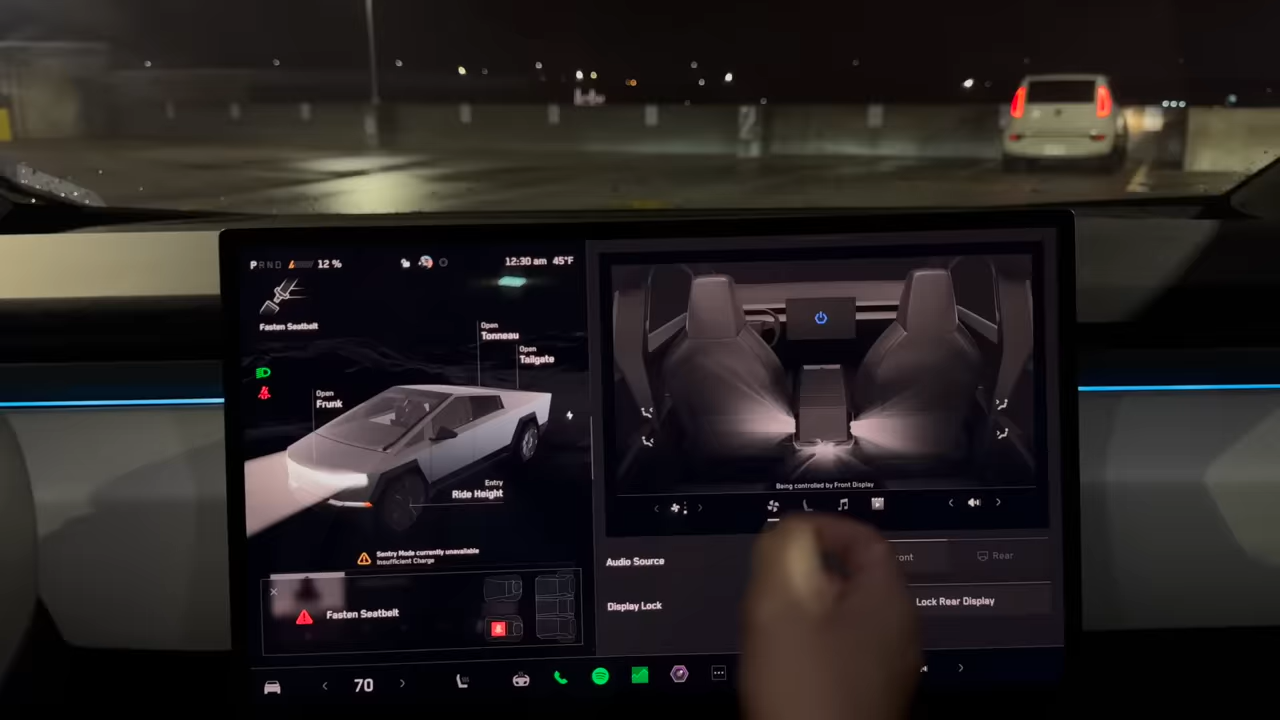 PRND 12 %
12:30 am 45°F
Fasten Seatbelt
Open
Tonneau
Open
Tailgate
Open
Frunk
Entry
Ride Height
Sentry Mode currently unavailable
Insufficient Charge
Fasten Seatbelt
70
Being controlled by Front Display
Audio Source
ront
Rear
Display Lock
Lock Rear Display